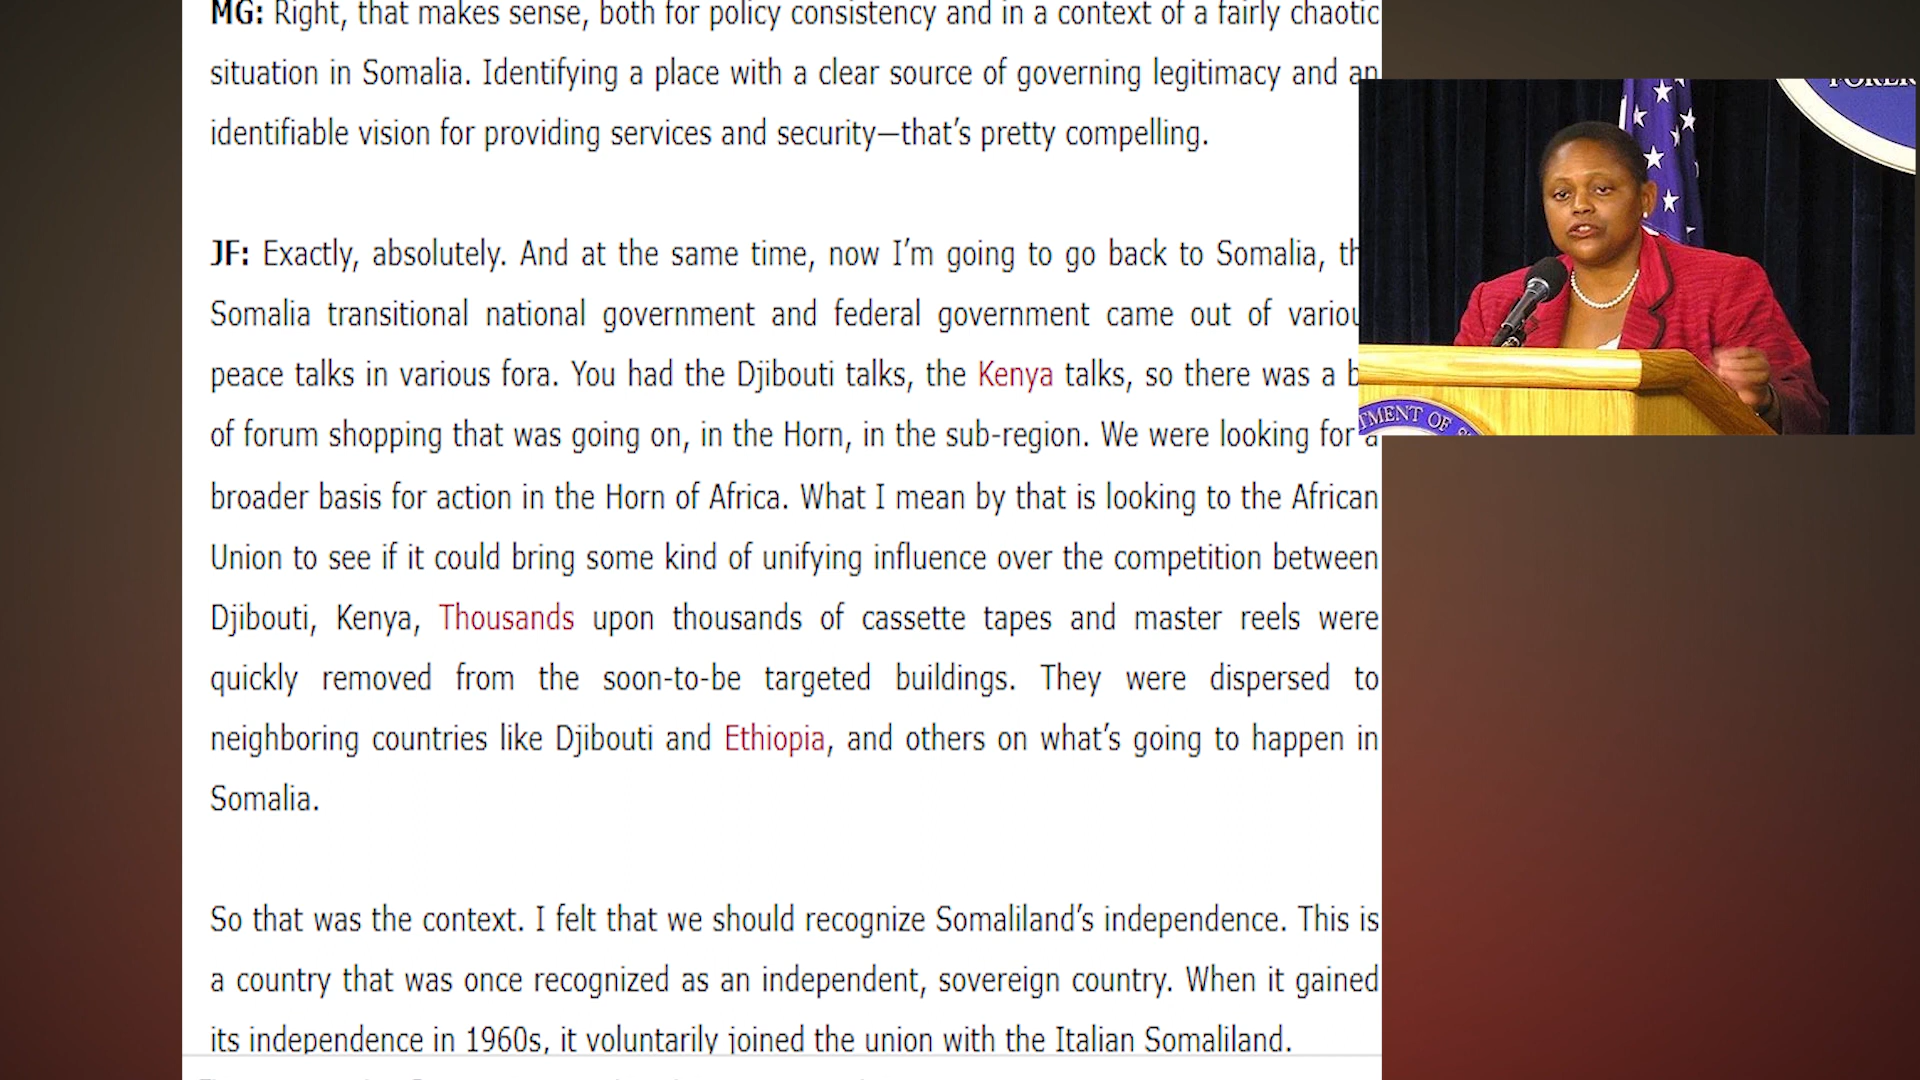 MG: Right, that makes sense, both for policy consistency and in a context of a fairly chaotic
situation in Somalia. Identifying a place with a clear source of governing legitimacy and an
identifiable vision for providing services and security—that's pretty compelling.
JF: Exactly, absolutely. And at the same time, now I'm going to go back to Somalia, th
Somalia transitional national government and federal government came out of variou
peace talks in various fora. You had the Djibouti talks, the Kenya talks, so there was a b
of forum shopping that was going on, in the Horn, in the sub-region. We were looking for a
broader basis for action in the Horn of Africa. What I mean by that is looking to the African
Union to see if it could bring some kind of unifying influence over the competition between
Djibouti, Kenya, Thousands upon thousands of cassette tapes and master reels were
quickly removed from the soon-to-be targeted buildings. They were dispersed to
neighboring countries like Djibouti and Ethiopia, and others on what's going to happen in
Somalia.
So that was the context. I felt that we should recognize Somaliland's independence. This is
a country that was once recognized as an independent, sovereign country. When it gained
its independence in 1960s, it voluntarily joined the union with the Italian Somaliland.
FOREI
TMENT OF S